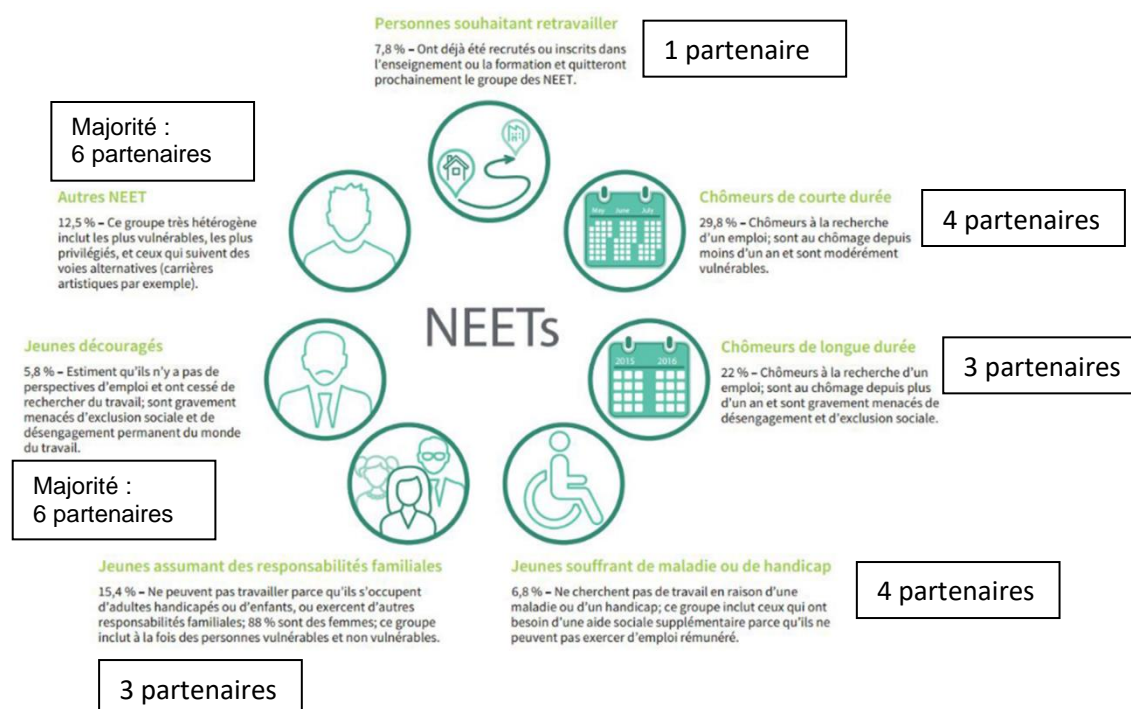 Personnes souhaitant retravailler
7,8 % – Ont déjà été recrutés ou inscrits dans
l'enseignement ou la formation et quitteront
prochainement le groupe des NEET.
1 partenaire
Majorité :
6 partenaires
Autres NEET
12,5 % – Ce groupe très hétérogène
inclut les plus vulnérables, les plus
privilégiés, et ceux qui suivent des
voies alternatives (carrières
artistiques par exemple).
May June July
Chômeurs de courte durée
29,8 % – Chômeurs à la recherche
d'un emploi; sont au chômage depuis
moins d'un an et sont modérément
vulnérables.
4 partenaires
NEETs
Jeunes découragés
5,8 % – Estiment qu'ils n'y a pas de
perspectives d'emploi et ont cessé de
rechercher du travail; sont gravement
menacés d'exclusion sociale et de
désengagement permanent du monde
du travail.
Majorité :
6 partenaires
2015 2016
Chômeurs de longue durée
22 % – Chômeurs à la recherche d'un
emploi; sont au chômage depuis plus
d'un an et sont gravement menacés de
désengagement et d'exclusion sociale.
3 partenaires
Jeunes assumant des responsabilités familiales
15,4 % – Ne peuvent pas travailler parce qu'ils s'occupent
d'adultes handicapés ou d'enfants, ou exercent d'autres
responsabilités familiales; 88 % sont des femmes; ce groupe
inclut à la fois des personnes vulnérables et non vulnérables.
3 partenaires
Jeunes souffrant de maladie ou de handicap
6,8 % – Ne cherchent pas de travail en raison d'une
maladie ou d'un handicap; ce groupe inclut ceux qui ont
besoin d'une aide sociale supplémentaire parce qu'ils ne
peuvent pas exercer d'emploi rémunéré.
4 partenaires